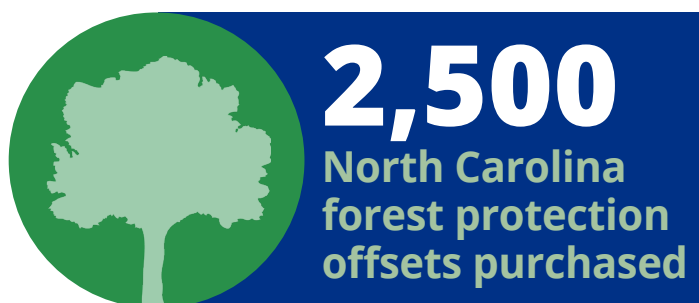 2,500
North Carolina
forest protection
offsets purchased